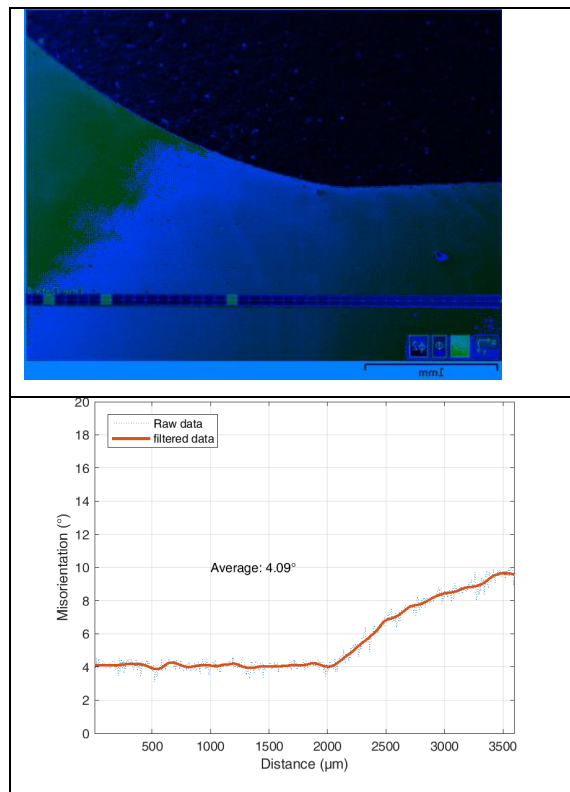 1mm
20
18
16
14
12
10
8
6
4
2
0
Raw data
filtered data
Average: 4.09°
Misorientation (°)
500 1000 1500 2000 2500 3000 3500
Distance (µm)